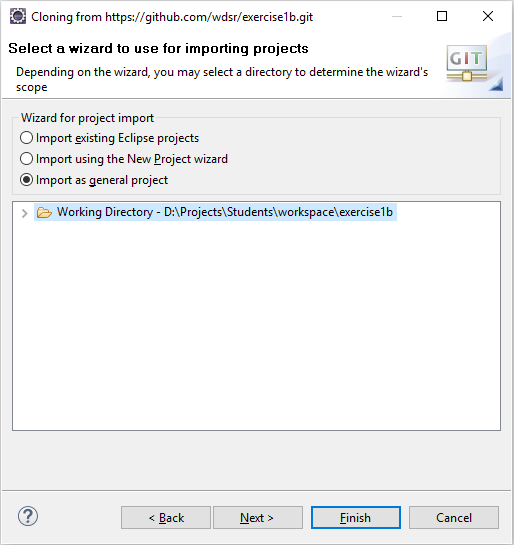 Cloning from https://github.com/wdsr/exercise1b.git
Select a wizard to use for importing projects
Depending on the wizard, you may select a directory to determine the wizard's
scope
GIT
Wizard for project import
Import existing Eclipse projects
Import using the New Project wizard
Import as general project
Working Directory - D:\Projects\Students\workspace\exercise1b
?
< Back
Next >
Finish
Cancel